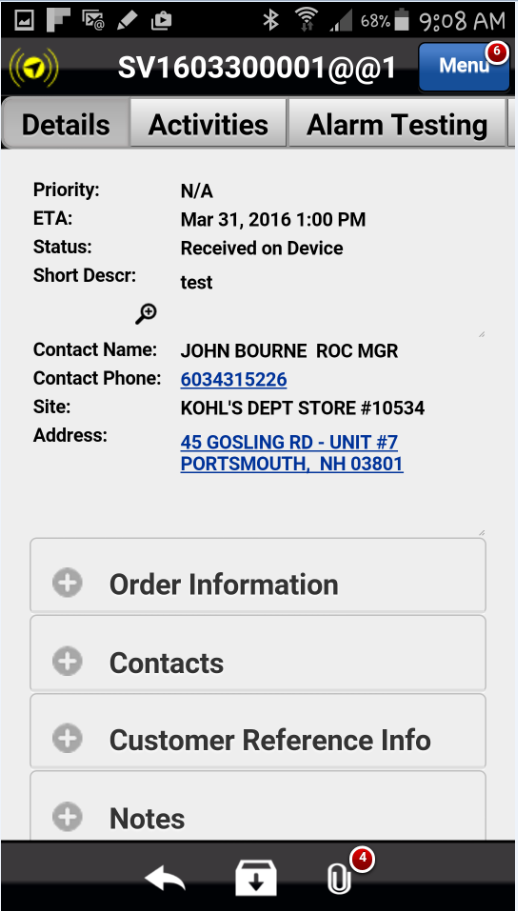 68% 9:08 AM
SV1603300001@@1 Menu 6
Details Activities Alarm Testing
Priority: N/A
ETA: Mar 31, 2016 1:00 PM
Status: Received on Device
Short Descr: test
Contact Name: JOHN BOURNE ROC MGR
Contact Phone: 6034315226
Site: KOHL'S DEPT STORE #10534
Address: 45 GOSLING RD - UNIT #7
PORTSMOUTH, NH 03801
Order Information
Contacts
Customer Reference Info
Notes
4